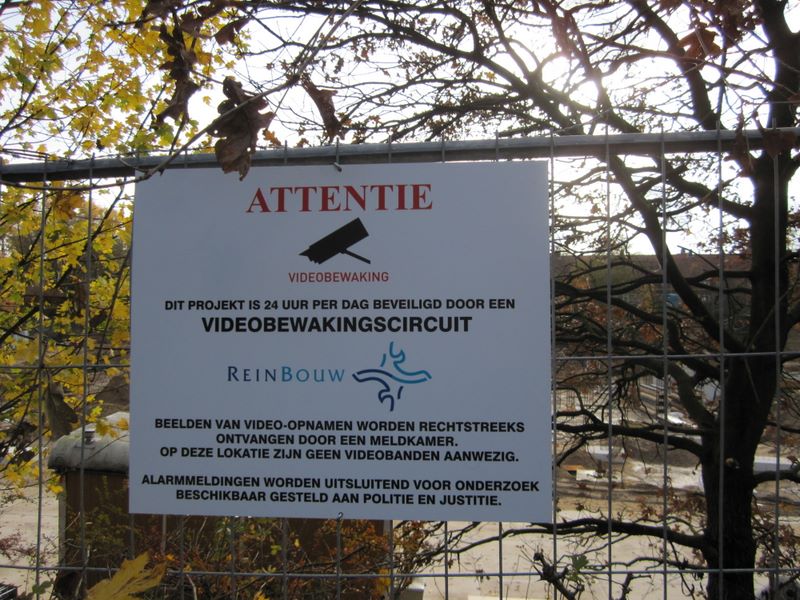 ATTENTIE
VIDEOBEWAKING
DIT PROJEKT IS 24 UUR PER DAG BEVEILIGD DOOR EEN
VIDEOBEWAKINGSCIRCUIT
REINBOUW
BEELDEN VAN VIDEO-OPNAMEN WORDEN RECHTSTREEKS
ONTVANGEN DOOR EEN MELDKAMER.
OP DEZE LOKATIE ZIJN GEEN VIDEOBANDEN AANWEZIG.
ALARMMELDINGEN WORDEN UITSLUITEND VOOR ONDERZOEK
BESCHIKBAAR GESTELD AAN POLITIE EN JUSTITIE.